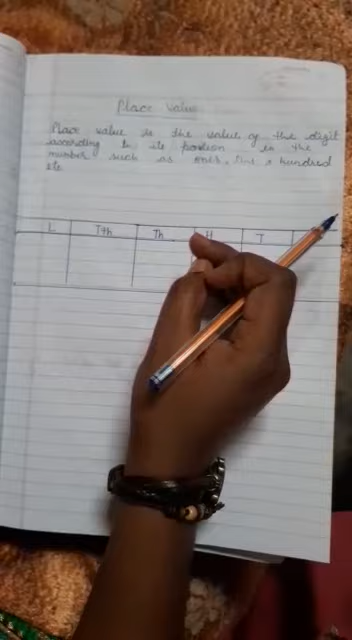 Place value
Place value is the value of the digit
according to its position in the
number such as ones, tens, hundred
etc
L Tth Th H T